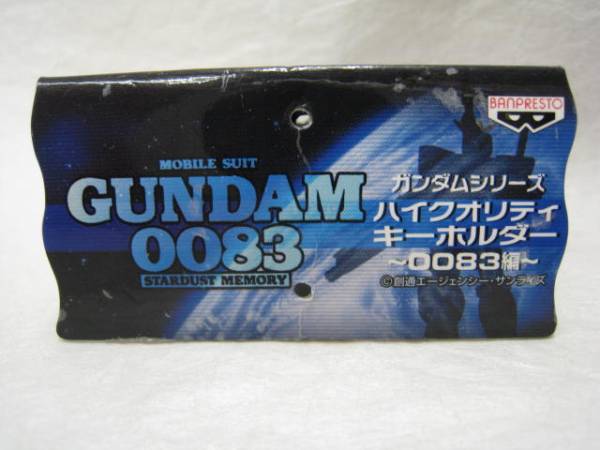 BANPRESTO
MOBILE SUIT
GUNDAM
0083
STARDUST MEMORY
ガンダムシリーズ
ハイクオリティ
キーホルダー
～0083編～
©創通エージェンシー・サンライズ